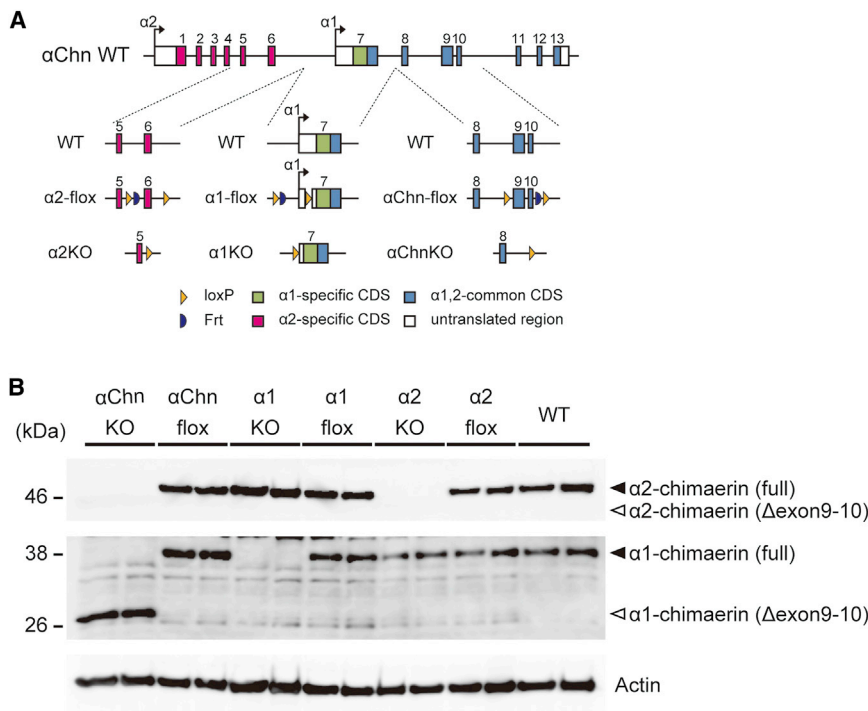 A
α2
α1
1 2 3 4 5 6 7 8 9 10 11 12 13
αChn WT
5 6 7 8 9 10
WT WT WT
α1
5 6 α1 7 8 9 10
α2-flox α1-flox αChn-flox
5 7 8
α2KO α1KO αChnKO
loxP α1-specific CDS α1,2-common CDS
Frt α2-specific CDS untranslated region
B
αChn αChn α1 α1 α2 α2
(kDa) KO flox KO flox KO flox WT
46 α2-chimaerin (full)
α2-chimaerin (Δexon9-10)
38 α1-chimaerin (full)
26 α1-chimaerin (Δexon9-10)
Actin